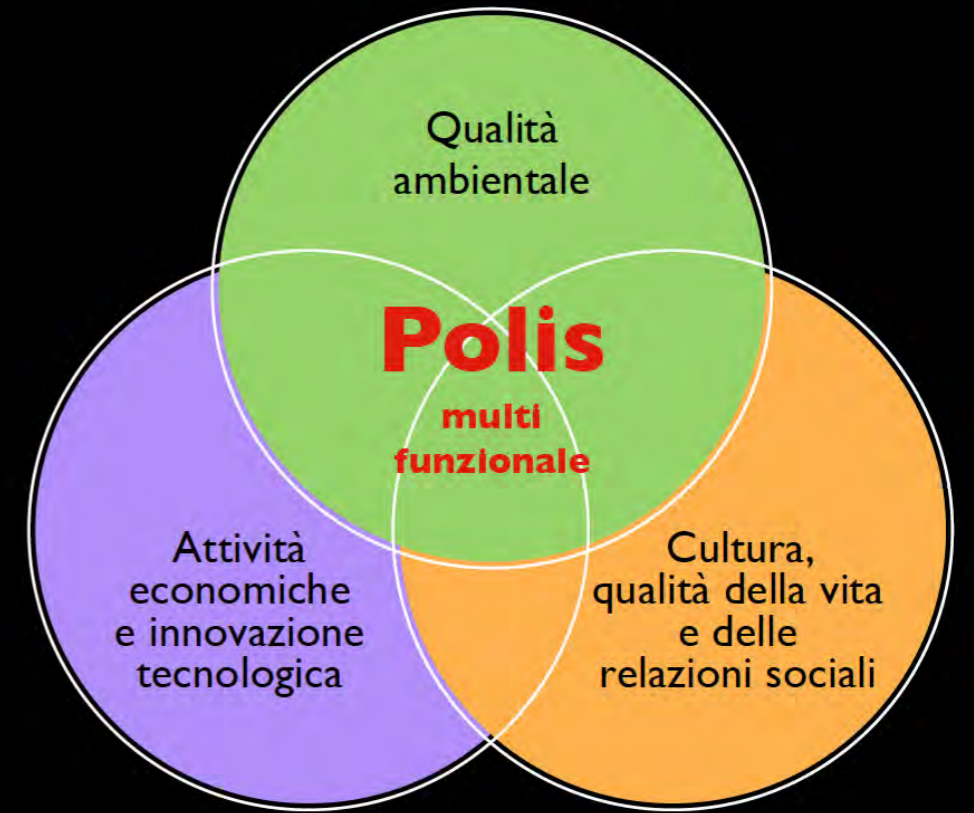 Qualità
ambientale
Polis
multi
funzionale
Attività
economiche
e innovazione
tecnologica
Cultura,
qualità della vita
e delle
relazioni sociali